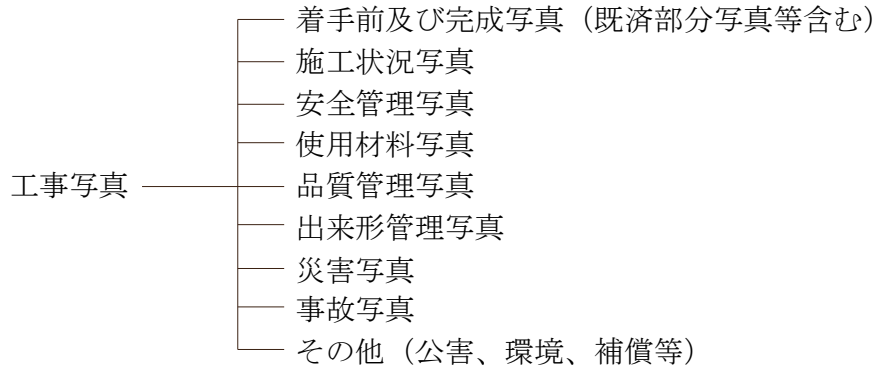 着手前及び完成写真（既済部分写真等含む）
施工状況写真
安全管理写真
使用材料写真
工事写真
品質管理写真
出来形管理写真
災害写真
事故写真
その他（公害、環境、補償等）